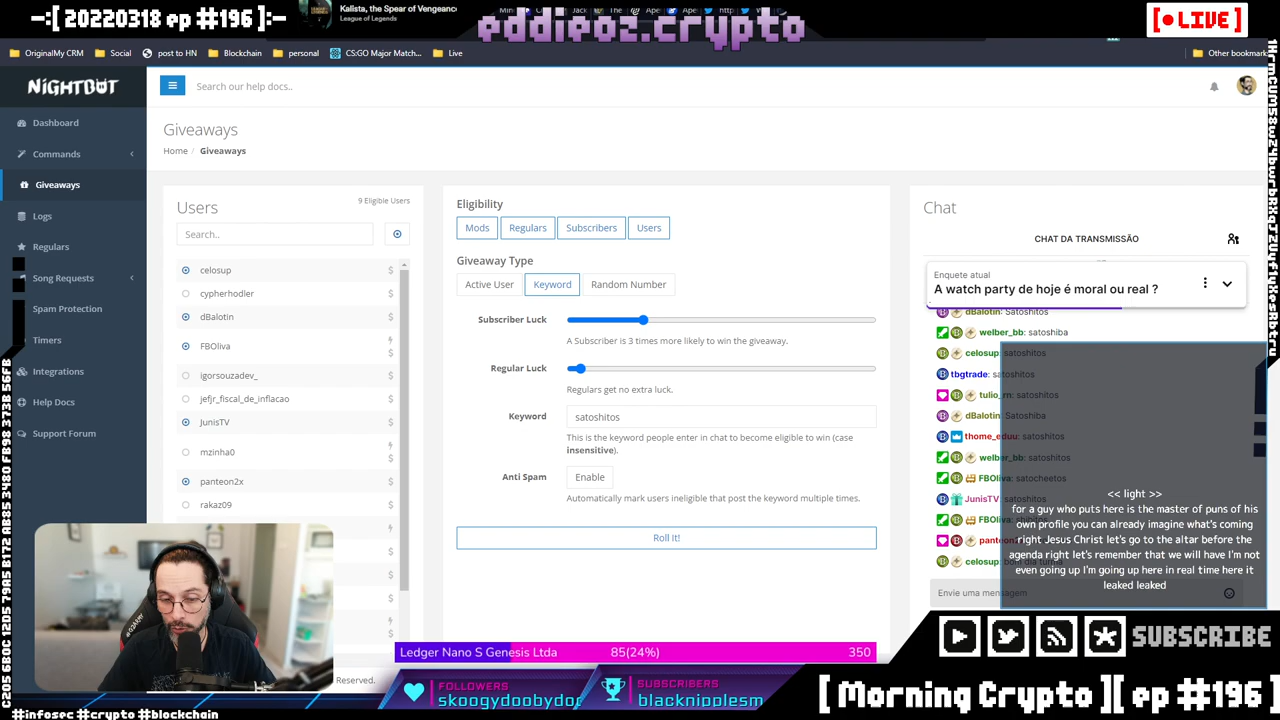 -:[ 20220318 ep #196 ]:-
Kalista, the Spear of Vengeance
League of Legends
eddieoz.crypto
[ • LIVE ]
OriginalMy CRM
Social
post to HN
Blockchain
personal
CS:GO Major Match...
Live
Other bookmark
NiGHTBOT
Search our help docs..
Dashboard
Commands
Giveaways
Logs
Regulars
Song Requests
Spam Protection
Timers
Integrations
Help Docs
Support Forum
Giveaways
Home / Giveaways
Users
9 Eligible Users
Search..
celosup
$
cypherhodler
$
dBalotin
$
FBOliva
$
igorsouzadev_
$
jefjr_fiscal_de_inflacao
$
JunisTV
$
mzinha0
$
panteon2x
$
rakaz09
$
Eligibility
Mods
Regulars
Subscribers
Users
Giveaway Type
Active User
Keyword
Random Number
Subscriber Luck
A Subscriber is 3 times more likely to win the giveaway.
Regular Luck
Regulars get no extra luck.
Keyword
satoshitos
This is the keyword people enter in chat to become eligible to win (case
insensitive).
Anti Spam
Enable
Automatically mark users ineligible that post the keyword multiple times.
Roll It!
Chat
CHAT DA TRANSMISSÃO
Enquete atual
A watch party de hoje é moral ou real ?
dBalotin: Satoshitos
welber_bb: satoshiba
celosup: satoshitos
tbgtrade: satoshitos
tulio_rn: satoshitos
dBalotin: Satoshiba
thome_eduu: satoshitos
welber_bb: satoshitos
FBOliva: satocheetos
JunisTV: satoshitos
celosup: bom dia turma
Envie uma mensagem
<< light >>
for a guy who puts here is the master of puns of his
own profile you can already imagine what's coming
right Jesus Christ let's go to the altar before the
agenda right let's remember that we will have I'm not
even going up I'm going up here in real time here it
leaked leaked
SUBSCRIBE
Reserved.
Ledger Nano S Genesis Ltda
85(24%)
350
FOLLOWERS
skoogydoobydoo
SUBSCRIBERS
blacknipplesm
[ Morning Crypto ][ ep #196 ]
#infosec #crypto #blockchain